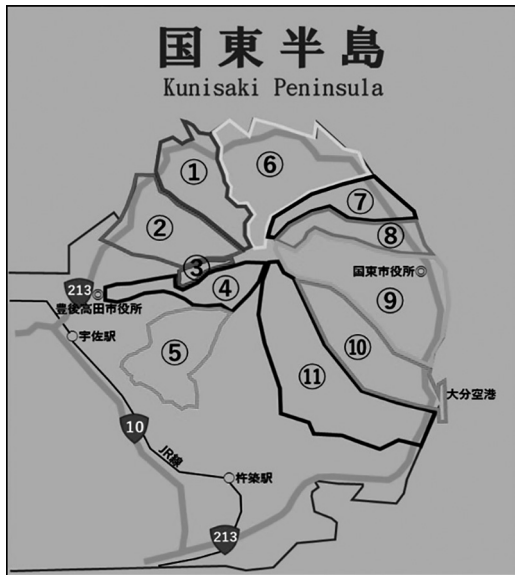 国東半島
Kunisaki Peninsula
①
⑥
⑦
②
⑧
③
国東市役所
213
④
⑨
豊後高田市役所
宇佐駅
⑤
⑩
⑪
大分空港
10
JR線
杵築駅
213